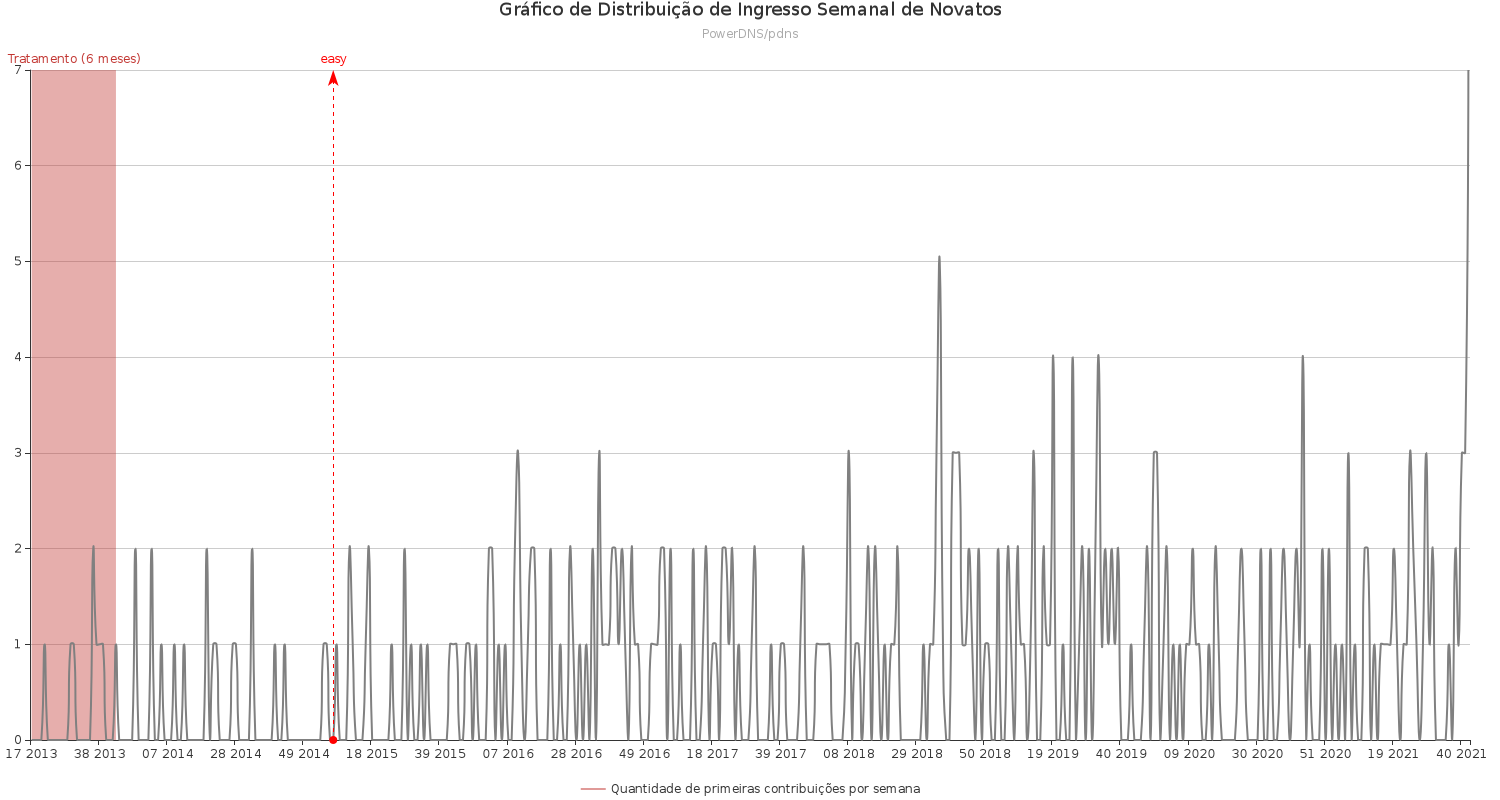 Gráfico de Distribuição de Ingresso Semanal de Novatos
PowerDNS/pdns
Tratamento (6 meses)
easy
7
6
5
4
3
2
1
0
17 2013 38 2013 07 2014 28 2014 49 2014 18 2015 39 2015 07 2016 28 2016 49 2016 18 2017 39 2017 08 2018 29 2018 50 2018 19 2019 40 2019 09 2020 30 2020 51 2020 19 2021 40 2021
Quantidade de primeiras contribuições por semana